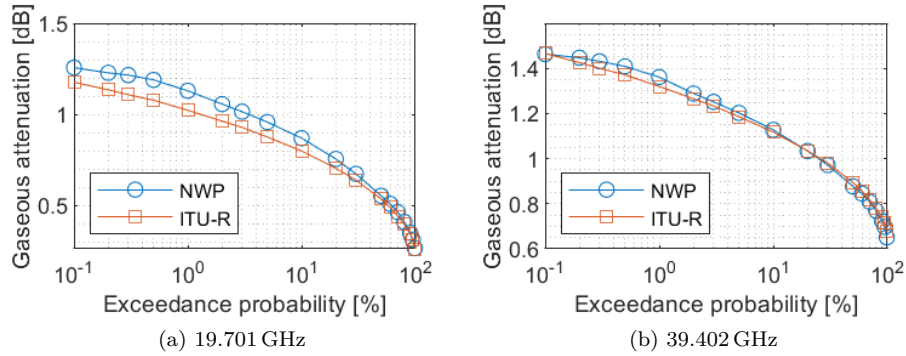 Gaseous attenuation [dB]
1.5
1
0.5
10^-1
10^0
10^1
10^2
NWP
ITU-R
Exceedance probability [%]
(a) 19.701 GHz
Gaseous attenuation [dB]
1.4
1.2
1
0.8
0.6
10^-1
10^0
10^1
10^2
NWP
ITU-R
Exceedance probability [%]
(b) 39.402 GHz